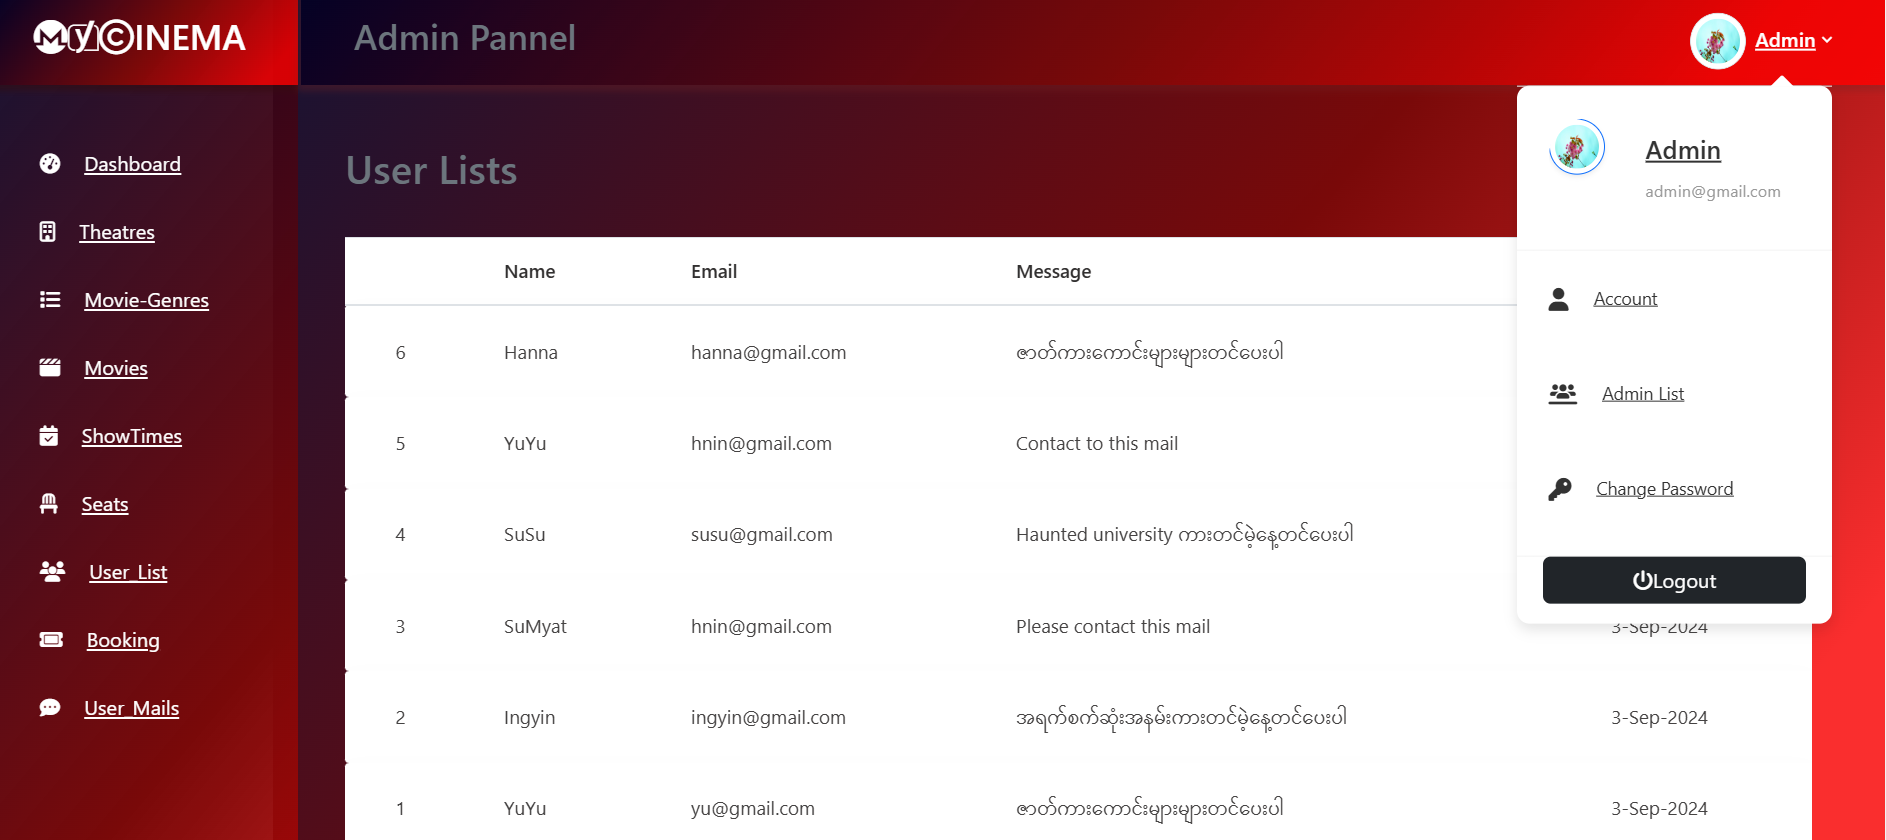 MyCINEMA
Admin Pannel
Admin
Dashboard
Theatres
Movie-Genres
Movies
ShowTimes
Seats
User_List
Booking
User_Mails
User Lists
Name Email Message
6 Hanna hanna@gmail.com ဇာတ်ကားကောင်းများများတင်ပေးပါ
5 YuYu hnin@gmail.com Contact to this mail
4 SuSu susu@gmail.com Haunted university ကားတင်မဲ့နေ့တင်ပေးပါ
3 SuMyat hnin@gmail.com Please contact this mail 3-Sep-2024
2 Ingyin ingyin@gmail.com အရက်စက်ဆုံးအနမ်းကားတင်မဲ့နေ့တင်ပေးပါ 3-Sep-2024
1 YuYu yu@gmail.com ဇာတ်ကားကောင်းများများတင်ပေးပါ 3-Sep-2024
Admin
admin@gmail.com
Account
Admin List
Change Password
Logout